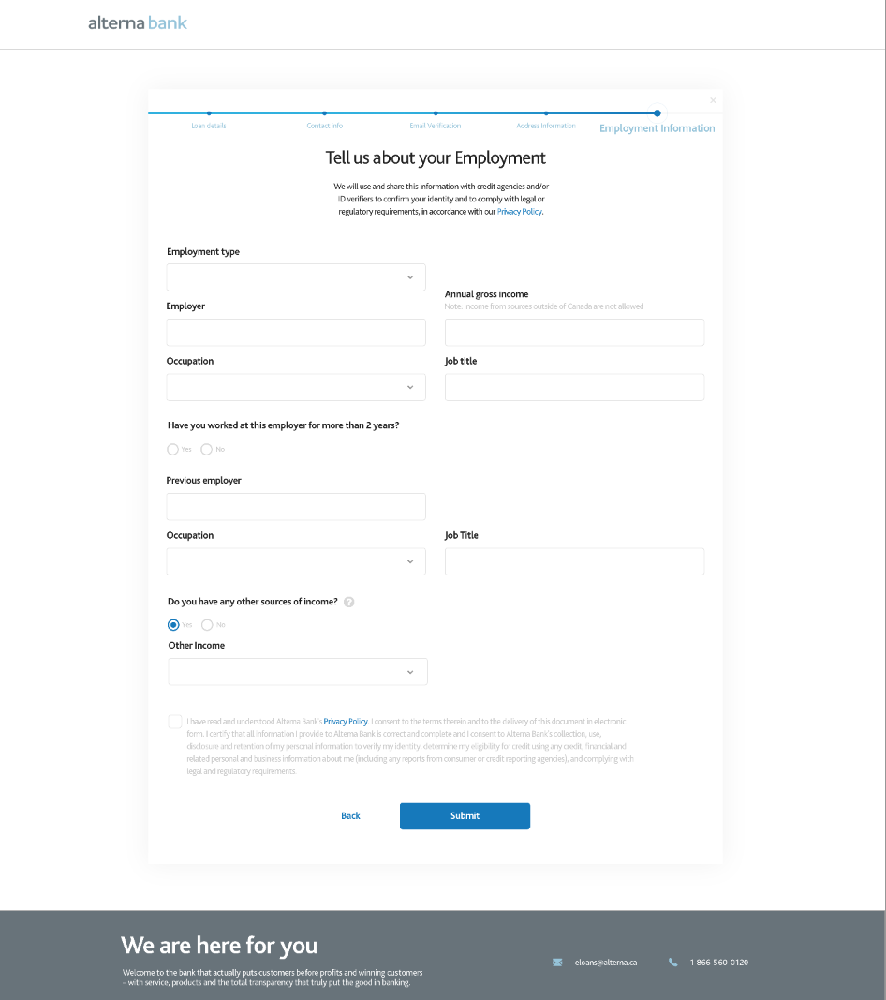 alterna bank
Loan details
Contact info
Email Verification
Address Information
Employment Information
Tell us about your Employment
We will use and share this information with credit agencies and/or
ID verifiers to confirm your identity and to comply with legal or
regulatory requirements, in accordance with our Privacy Policy.
Employment type
Employer
Annual gross income
Note: Income from sources outside of Canada are not allowed
Occupation
Job title
Have you worked at this employer for more than 2 years?
Yes No
Previous employer
Occupation
Job Title
Do you have any other sources of income? ?
Yes No
Other Income
I have read and understood Alterna Bank's Privacy Policy. I consent to the terms therein and to the delivery of this document in electronic
form. I certify that all information I provide to Alterna Bank is correct and complete and I consent to Alterna Bank's collection, use,
disclosure and retention of my personal information to verify my identity, determine my eligibility for credit using any credit, financial and
related personal and business information about me (including any reports from consumer or credit reporting agencies), and complying with
legal and regulatory requirements
Back
Submit
We are here for you
Welcome to the bank that actually puts customers before profits and winning customers
– with service, products and the total transparency that truly put the good in banking.
eloans@alterna.ca
1-866-560-0120